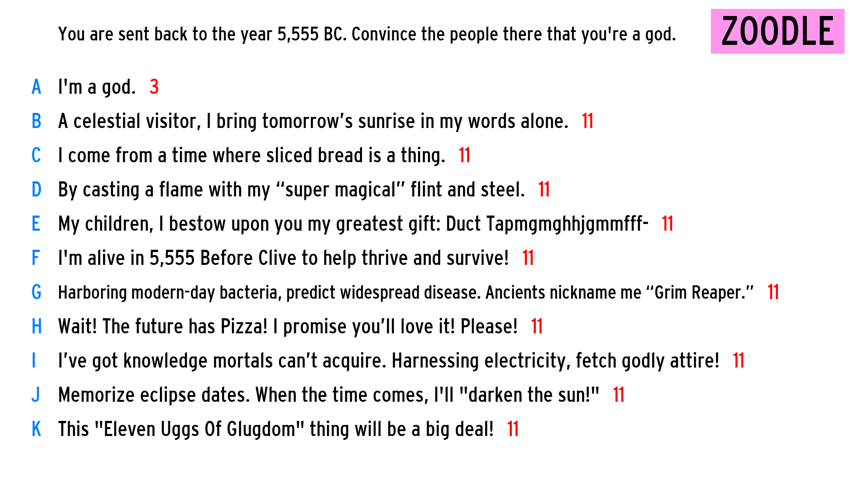 You are sent back to the year 5,555 BC. Convince the people there that you're a god.
ZOODLE
A I'm a god. 3
B A celestial visitor, I bring tomorrow’s sunrise in my words alone. 11
C I come from a time where sliced bread is a thing. 11
D By casting a flame with my “super magical” flint and steel. 11
E My children, I bestow upon you my greatest gift: Duct Tapmgmghhjgmmfff- 11
F I'm alive in 5,555 Before Clive to help thrive and survive! 11
G Harboring modern-day bacteria, predict widespread disease. Ancients nickname me “Grim Reaper.” 11
H Wait! The future has Pizza! I promise you’ll love it! Please! 11
I I’ve got knowledge mortals can’t acquire. Harnessing electricity, fetch godly attire! 11
J Memorize eclipse dates. When the time comes, I'll "darken the sun!" 11
K This "Eleven Uggs Of Glugdom" thing will be a big deal! 11